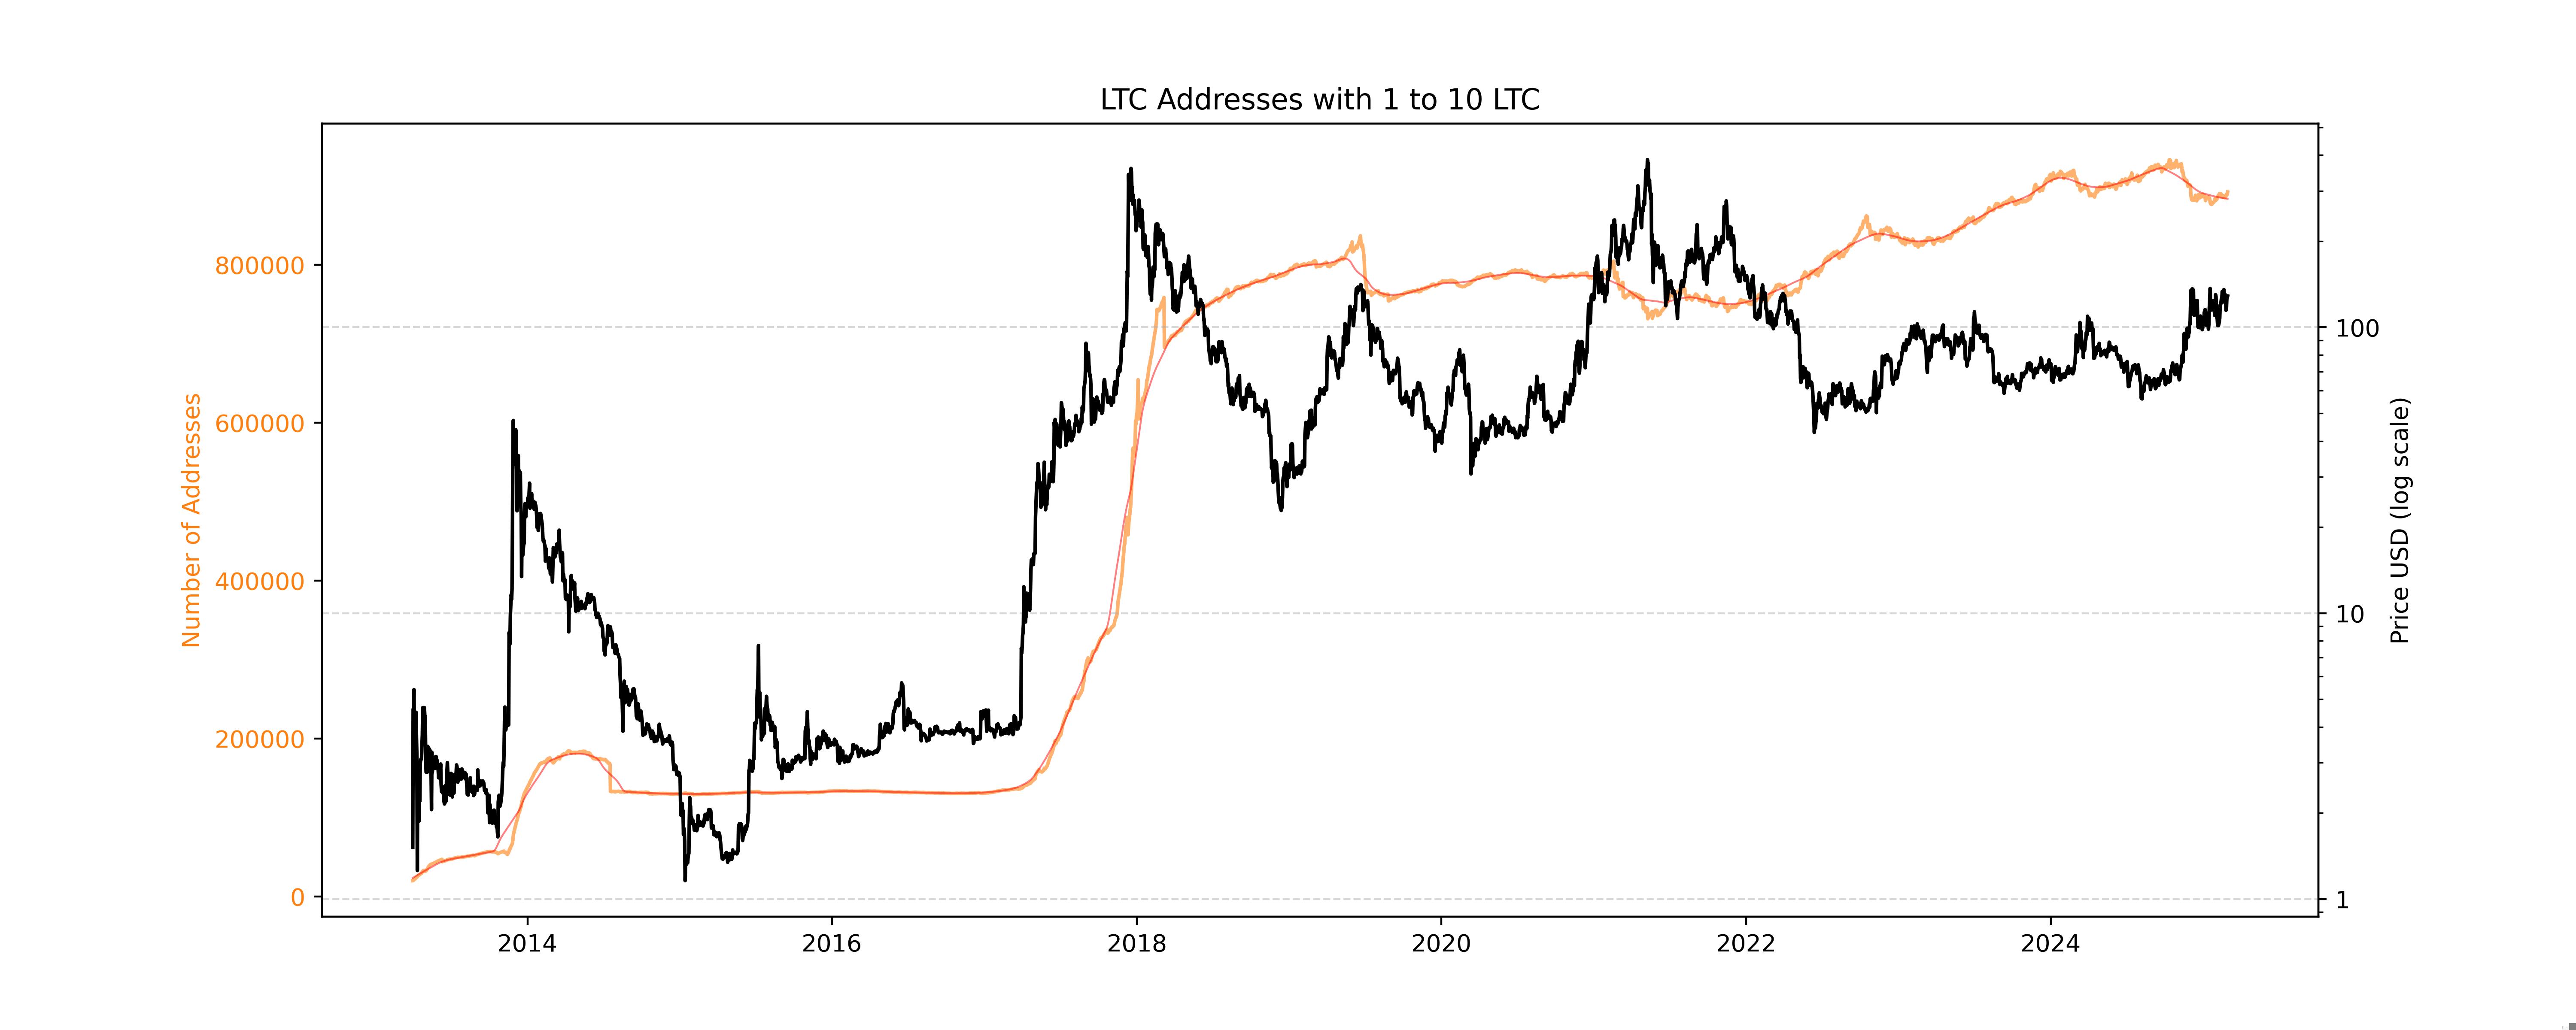 LTC Addresses with 1 to 10 LTC
Number of Addresses
800000
600000
400000
200000
0
100
10
1
Price USD (log scale)
2014 2016 2018 2020 2022 2024